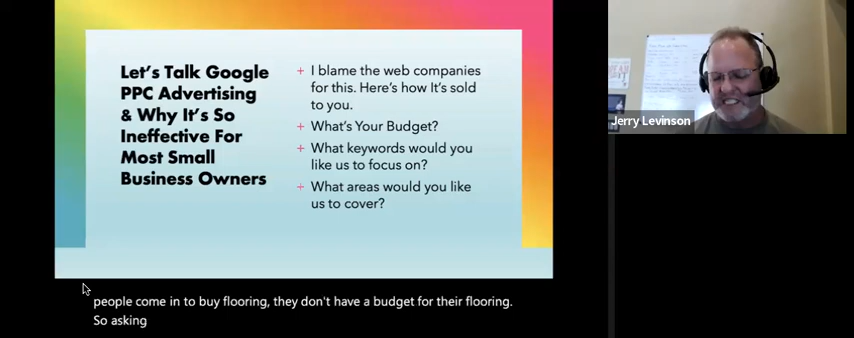 Let's Talk Google
PPC Advertising
& Why It's So
Ineffective For
Most Small
Business Owners
+ I blame the web companies
for this. Here's how It's sold
to you.
+ What's Your Budget?
+ What keywords would you
like us to focus on?
+ What areas would you like
us to cover?
Jerry Levinson
people come in to buy flooring, they don't have a budget for their flooring.
So asking